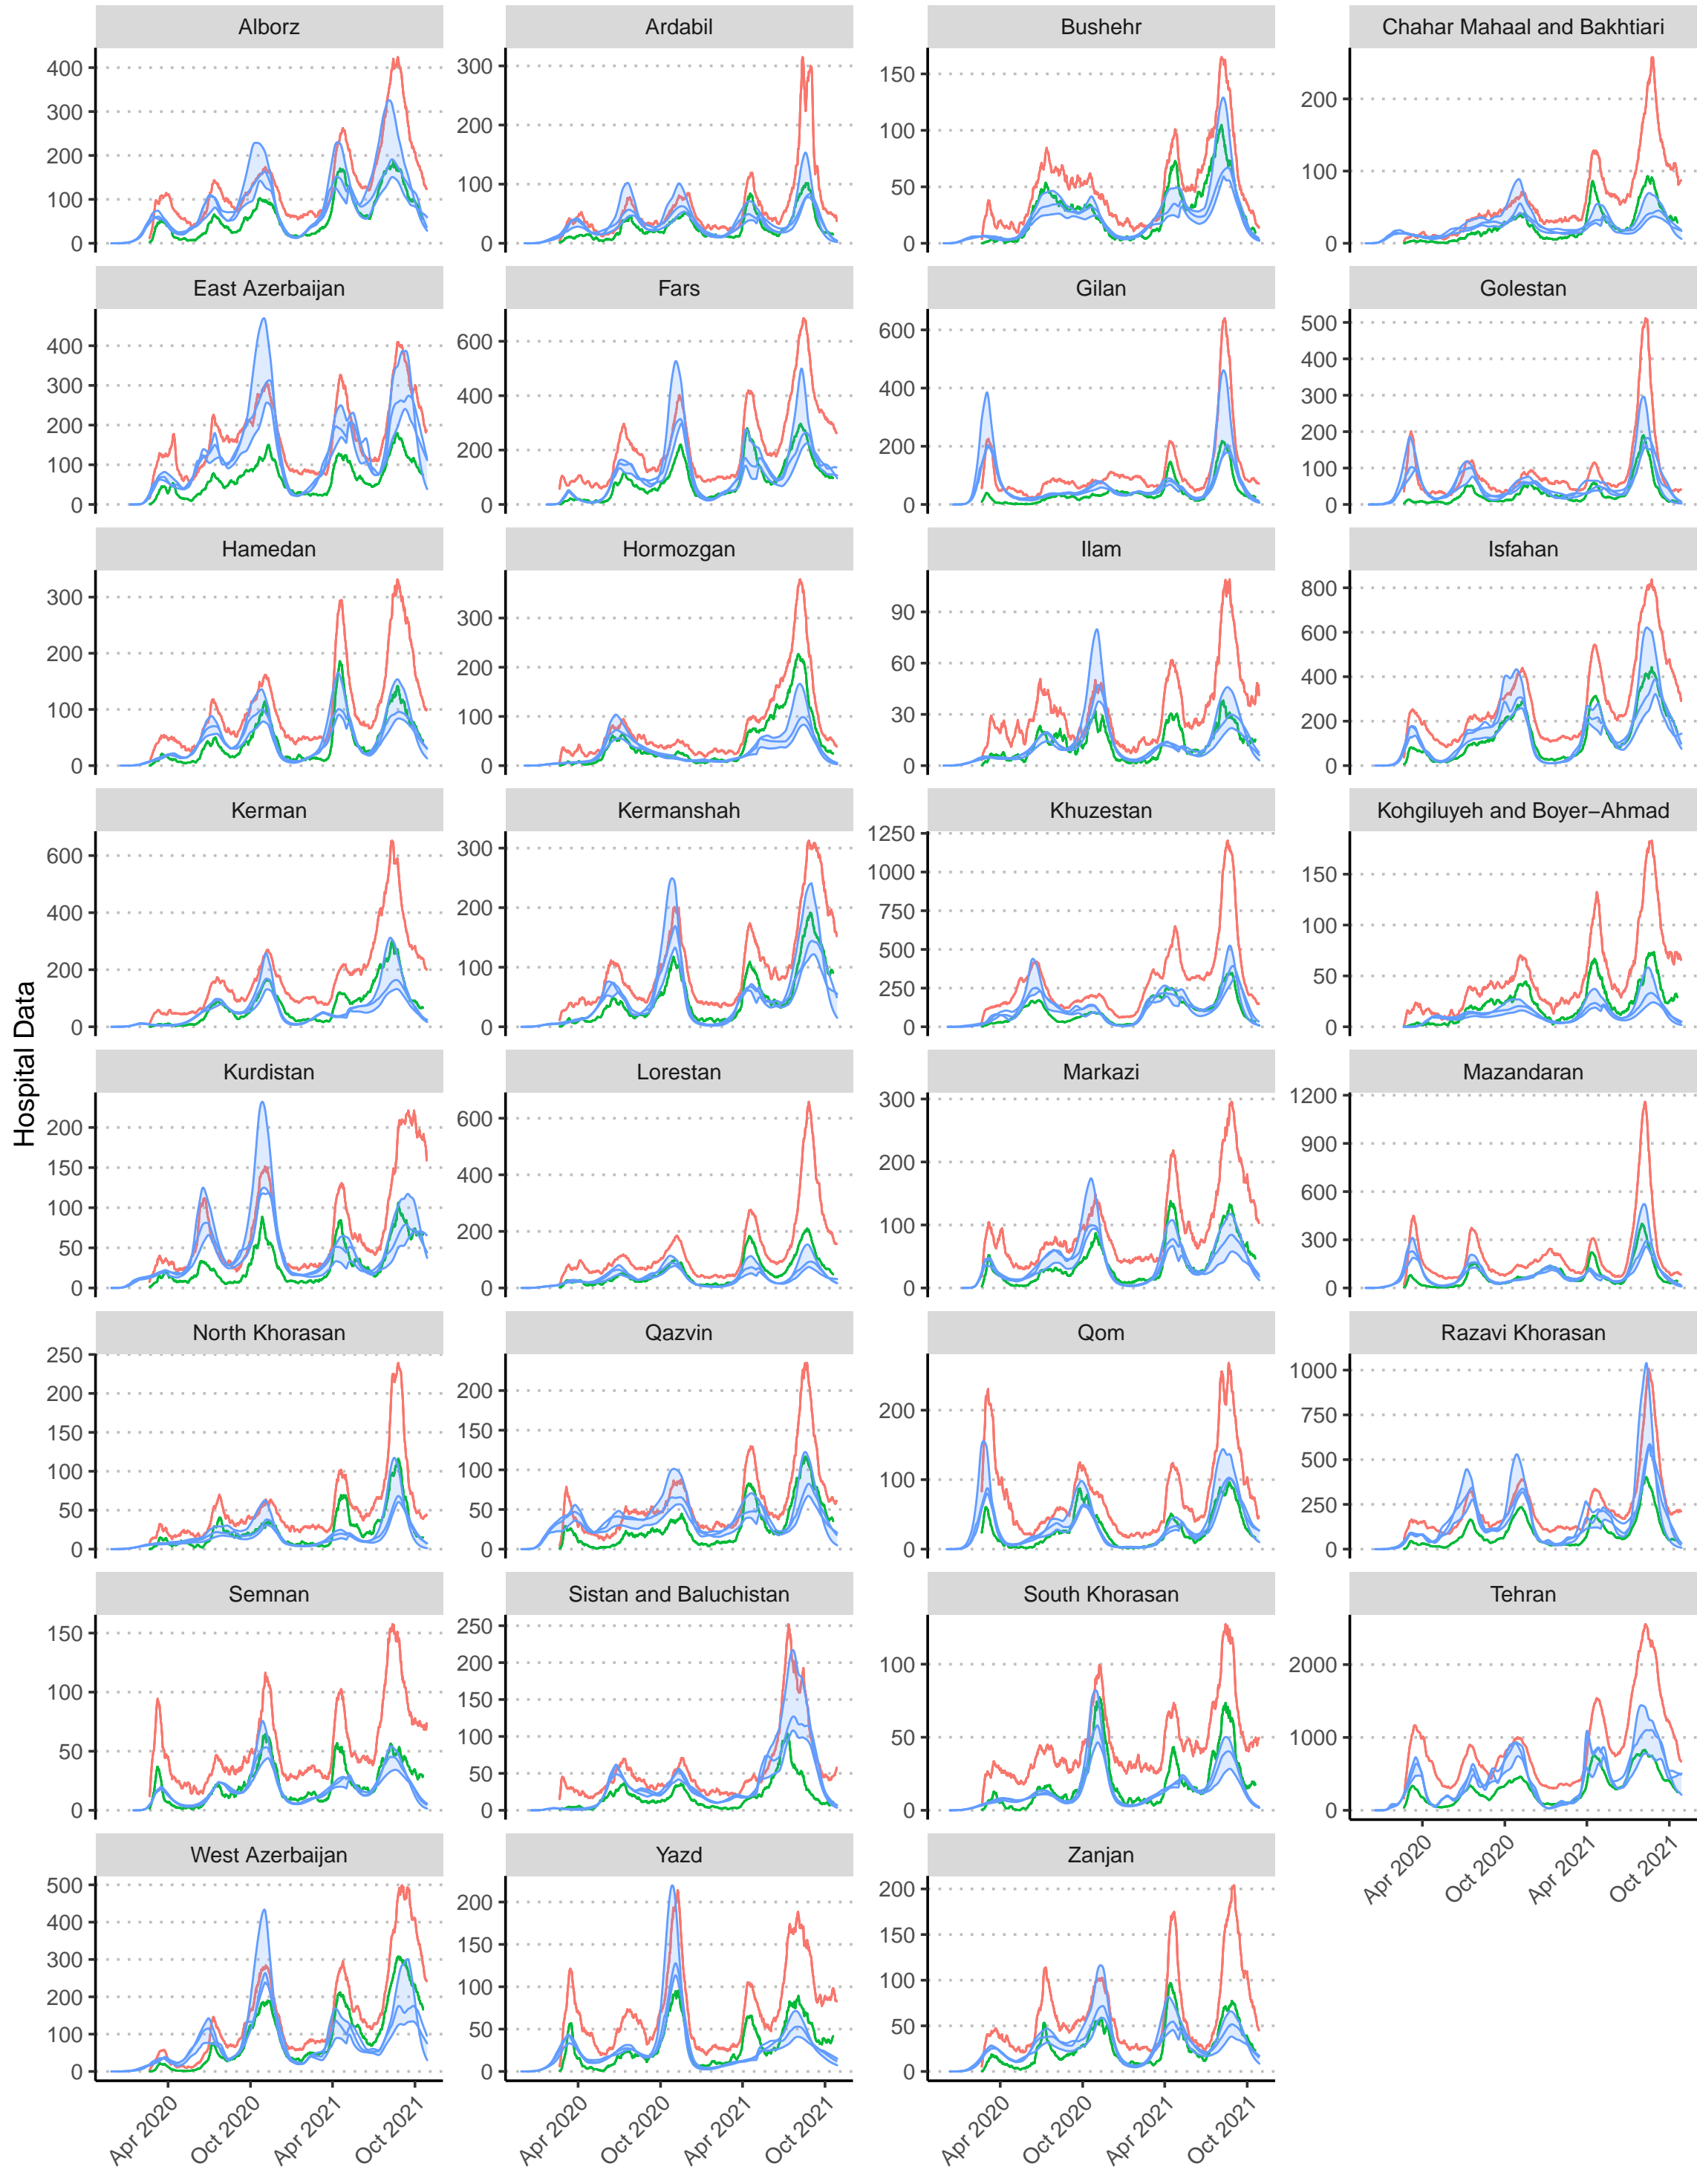 Alborz
Ardabil
Bushehr
Chahar Mahaal and Bakhtiari
400
300
200
100
0
300
200
100
0
150
100
50
0
200
100
0
East Azerbaijan
Fars
Gilan
Golestan
400
300
200
100
0
600
400
200
0
600
400
200
0
500
400
300
200
100
0
Hamedan
Hormozgan
Ilam
Isfahan
300
200
100
0
300
200
100
0
90
60
30
0
800
600
400
200
0
Kerman
Kermanshah
Khuzestan
Kohgiluyeh and Boyer−Ahmad
600
400
200
0
300
200
100
0
1250
1000
750
500
250
0
150
100
50
0
Hospital Data
Kurdistan
Lorestan
Markazi
Mazandaran
200
150
100
50
0
600
400
200
0
300
200
100
0
1200
900
600
300
0
North Khorasan
Qazvin
Qom
Razavi Khorasan
250
200
150
100
50
0
200
150
100
50
0
200
100
0
1000
750
500
250
0
Semnan
Sistan and Baluchistan
South Khorasan
Tehran
150
100
50
0
250
200
150
100
50
0
100
50
0
2000
1000
0
Apr 2020
Oct 2020
Apr 2021
Oct 2021
West Azerbaijan
Yazd
Zanjan
500
400
300
200
100
0
200
150
100
50
0
200
150
100
50
0
Apr 2020
Oct 2020
Apr 2021
Oct 2021
Apr 2020
Oct 2020
Apr 2021
Oct 2021
Apr 2020
Oct 2020
Apr 2021
Oct 2021